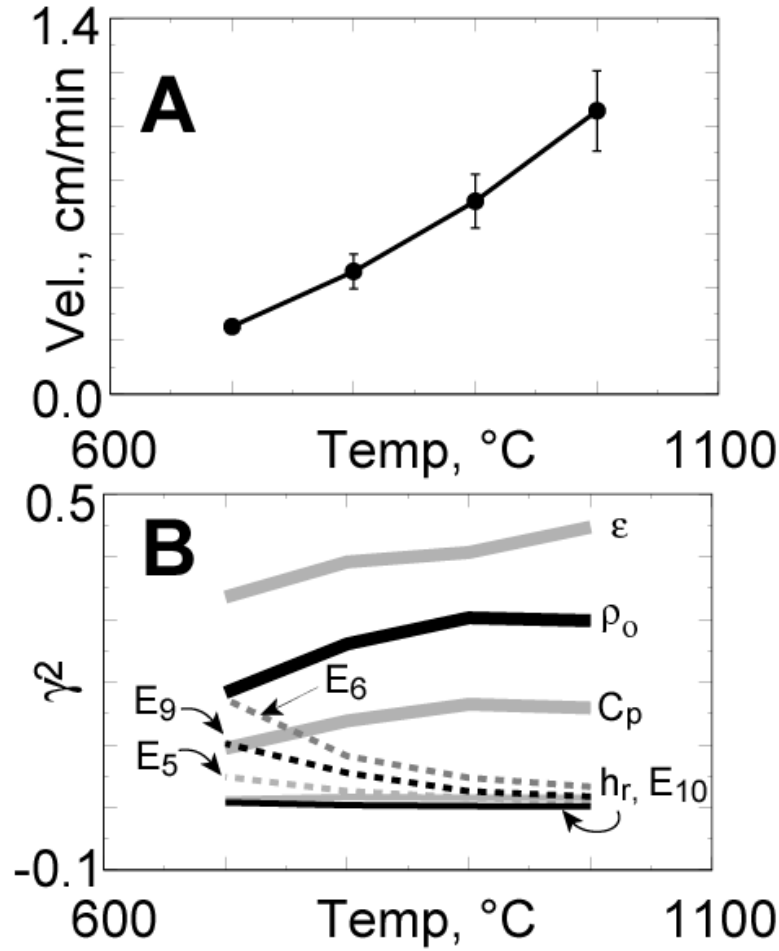 1.4
A
Vel., cm/min
0.0
600 Temp, °C 1100
0.5
B
ε
ρo
γ2
E6
E9
Cp
E5
hr, E10
-0.1
600 Temp, °C 1100